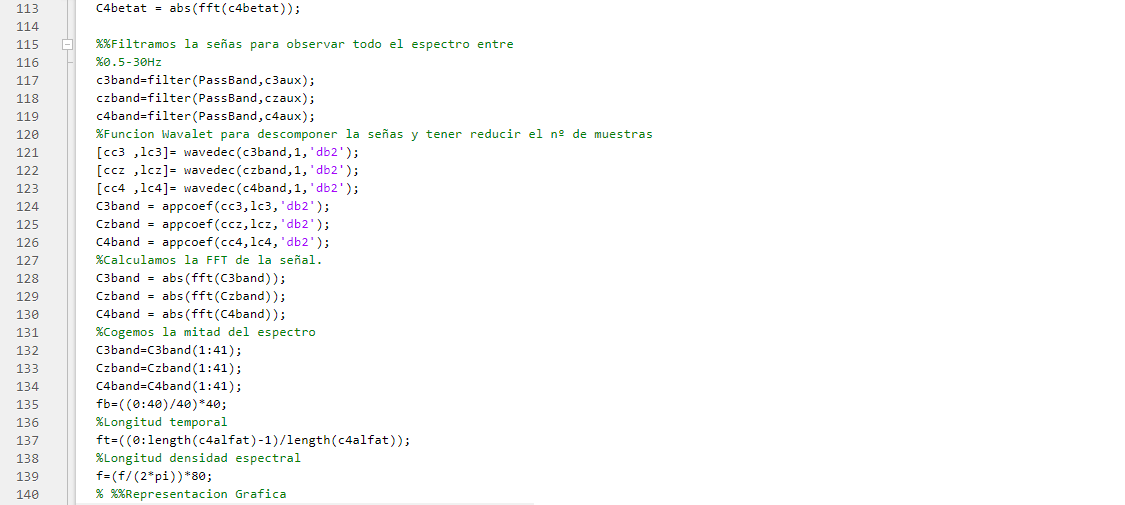 113 C4betat = abs(fft(c4betat));
114
115 %%Filtramos la señas para observar todo el espectro entre
116 %0.5-30Hz
117 c3band=filter(PassBand,c3aux);
118 czband=filter(PassBand,czaux);
119 c4band=filter(PassBand,c4aux);
120 %Funcion Wavalet para descomponer la señas y tener reducir el nº de muestras
121 [cc3 ,lc3]= wavedec(c3band,1,'db2');
122 [ccz ,lcz]= wavedec(czband,1,'db2');
123 [cc4 ,lc4]= wavedec(c4band,1,'db2');
124 C3band = appcoef(cc3,lc3,'db2');
125 Czband = appcoef(ccz,lcz,'db2');
126 C4band = appcoef(cc4,lc4,'db2');
127 %Calculamos la FFT de la señal.
128 C3band = abs(fft(C3band));
129 Czband = abs(fft(Czband));
130 C4band = abs(fft(C4band));
131 %Cogemos la mitad del espectro
132 C3band=C3band(1:41);
133 Czband=Czband(1:41);
134 C4band=C4band(1:41);
135 fb=((0:40)/40)*40;
136 %Longitud temporal
137 ft=((0:length(c4alfat)-1)/length(c4alfat));
138 %Longitud densidad espectral
139 f=(f/(2*pi))*80;
140 % %%Representacion Grafica